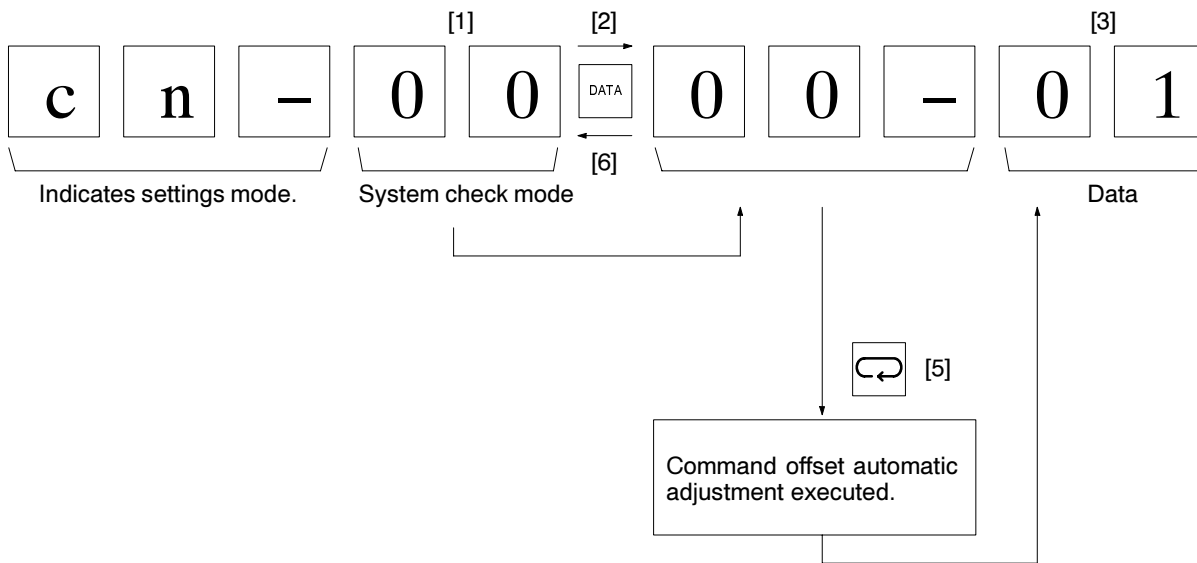 [1] [2] [3]
c n – 0 0 DATA 0 0 – 0 1
[6]
Indicates settings mode. System check mode Data
[5]
Command offset automatic
adjustment executed.